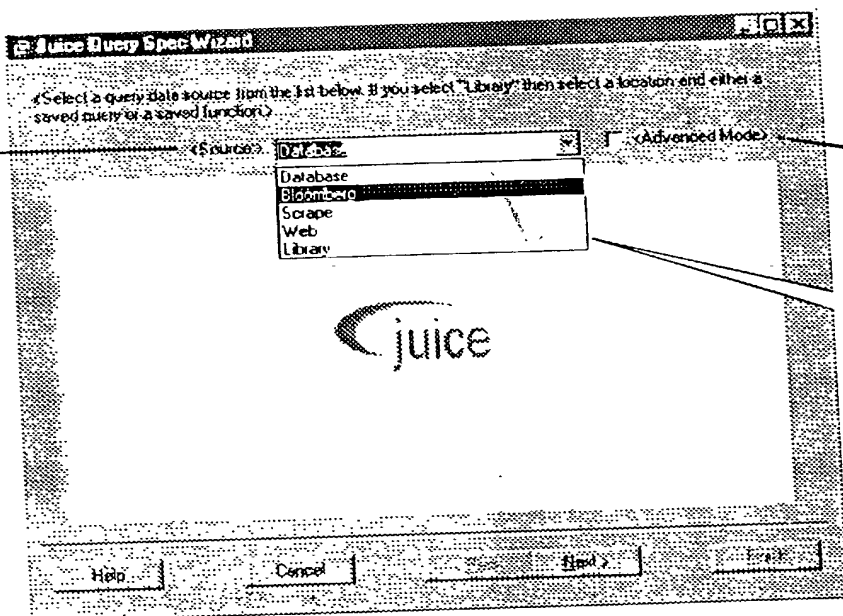 Juice Query Spec Wizard
<Select a query data source from the list below. If you select "Library" then select a location and either a
saved query or a saved function.>
<Source> Database <Advanced Mode>
Database
Bloomberg
Scrape
Web
Library
juice
Help Cancel Next >